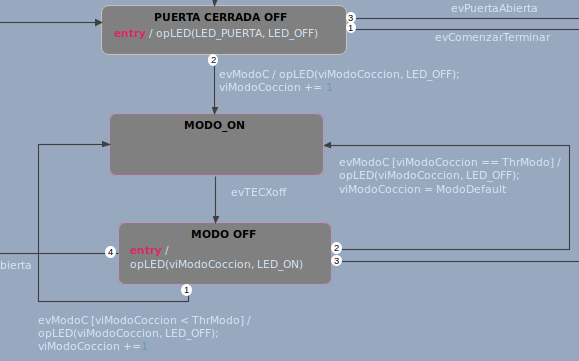 PUERTA CERRADA OFF
entry / opLED(LED_PUERTA, LED_OFF)
3
evPuertaAbierta
1
evComenzarTerminar
2
evModoC / opLED(viModoCoccion, LED_OFF);
viModoCoccion += 1
MODO_ON
evModoC [viModoCoccion == ThrModo] /
opLED(viModoCoccion, LED_OFF);
viModoCoccion = ModoDefault
evTECXoff
MODO OFF
entry /
opLED(viModoCoccion, LED_ON)
4
2
3
bierta
1
evModoC [viModoCoccion < ThrModo] /
opLED(viModoCoccion, LED_OFF);
viModoCoccion +=1